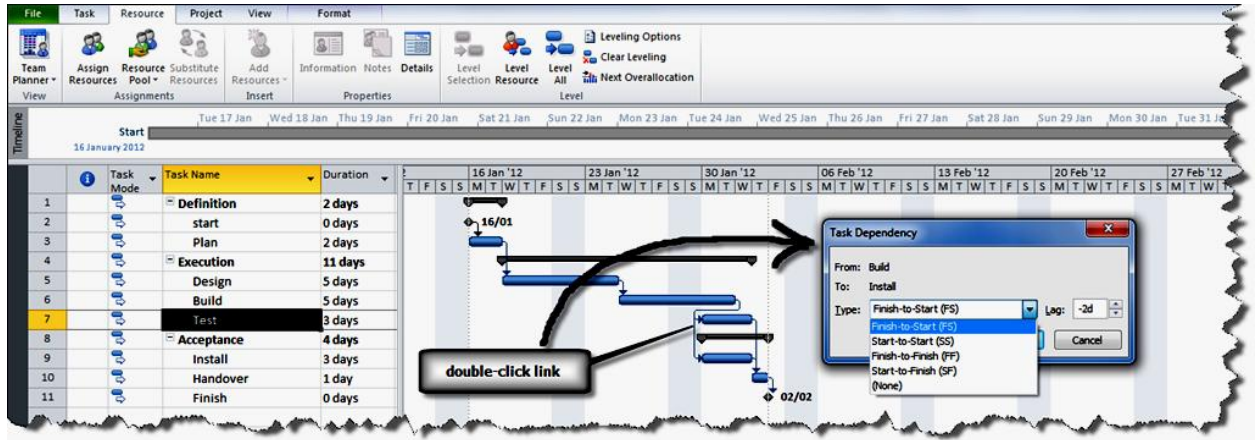 File Task Resource Project View Format
Team Planner Assign Resources Resource Pool Substitute Resources Add Resources Information Notes Details Level Selection Level Resource Level All
Leveling Options
Clear Leveling
Next Overallocation
View Assignments Insert Properties Level
Timeline
Tue 17 Jan Wed 18 Jan Thu 19 Jan Fri 20 Jan Sat 21 Jan Sun 22 Jan Mon 23 Jan Tue 24 Jan Wed 25 Jan Thu 26 Jan Fri 27 Jan Sat 28 Jan Sun 29 Jan Mon 30 Jan Tue 31
Start
16 January 2012
Task Mode Task Name Duration 16 Jan '12 23 Jan '12 30 Jan '12 06 Feb '12 13 Feb '12 20 Feb '12 27 Feb '12
T F S S M T W T F S S M T W T F S S M T W T F S S M T W T F S S M T W T F S S M T W T F S S M T W
1 Definition 2 days
2 start 0 days 16/01
3 Plan 2 days
4 Execution 11 days
5 Design 5 days
6 Build 5 days
7 Test 3 days
8 Acceptance 4 days
9 Install 3 days
10 Handover 1 day
11 Finish 0 days 02/02
double-click link
Task Dependency
From: Build
To: Install
Type: Finish-to-Start (FS) Lag: -2d
Finish-to-Start (FS)
Start-to-Start (SS)
Finish-to-Finish (FF)
Start-to-Finish (SF)
(None)
Cancel